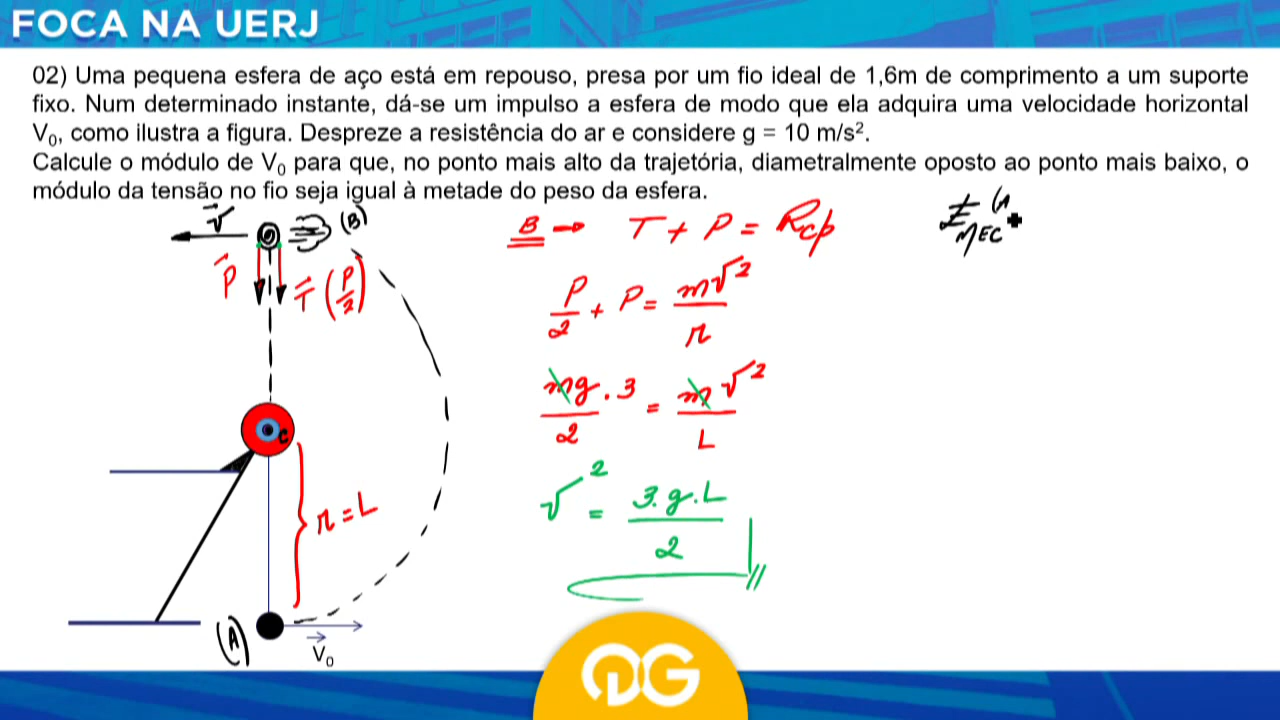 FOCA NA UERJ
02) Uma pequena esfera de aço está em repouso, presa por um fio ideal de 1,6m de comprimento a um suporte
fixo. Num determinado instante, dá-se um impulso a esfera de modo que ela adquira uma velocidade horizontal
V₀, como ilustra a figura. Despreze a resistência do ar e considere g = 10 m/s².
Calcule o módulo de V₀ para que, no ponto mais alto da trajetória, diametralmente oposto ao ponto mais baixo, o
módulo da tensão no fio seja igual à metade do peso da esfera.
v (B)
P T (P/2)
B → T + P = Rcp
P/2 + P = mv²/r
mg.3/2 = mv²/L
v² = 3.g.L/2
C
r = L
(A)
V₀
E MEC
QG